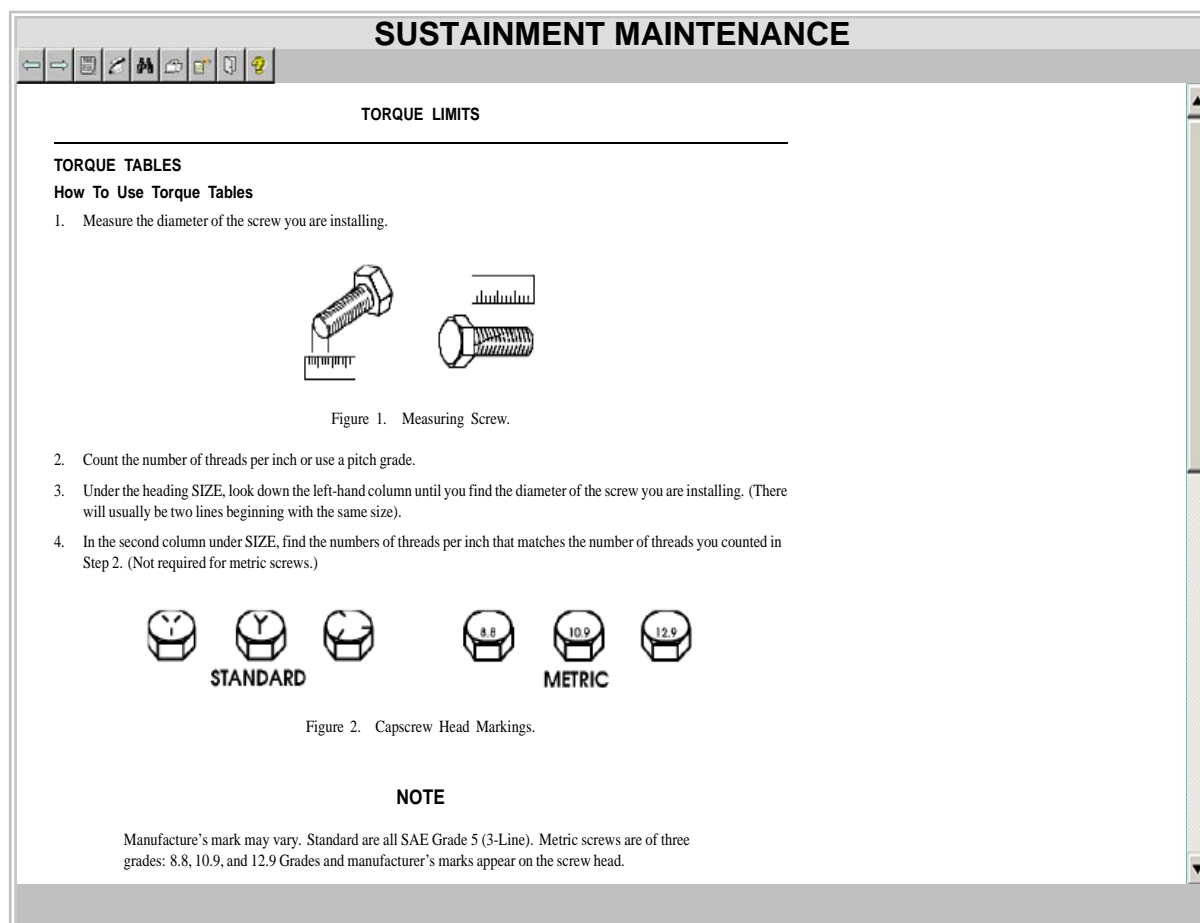 SUSTAINMENT MAINTENANCE
TORQUE LIMITS
TORQUE TABLES
How To Use Torque Tables
1. Measure the diameter of the screw you are installing.
Figure 1. Measuring Screw.
2. Count the number of threads per inch or use a pitch grade.
3. Under the heading SIZE, look down the left-hand column until you find the diameter of the screw you are installing. (There
will usually be two lines beginning with the same size).
4. In the second column under SIZE, find the numbers of threads per inch that matches the number of threads you counted in
Step 2. (Not required for metric screws.)
8.8 10.9 12.9
STANDARD METRIC
Figure 2. Capscrew Head Markings.
NOTE
Manufacture's mark may vary. Standard are all SAE Grade 5 (3-Line). Metric screws are of three
grades: 8.8, 10.9, and 12.9 Grades and manufacturer's marks appear on the screw head.